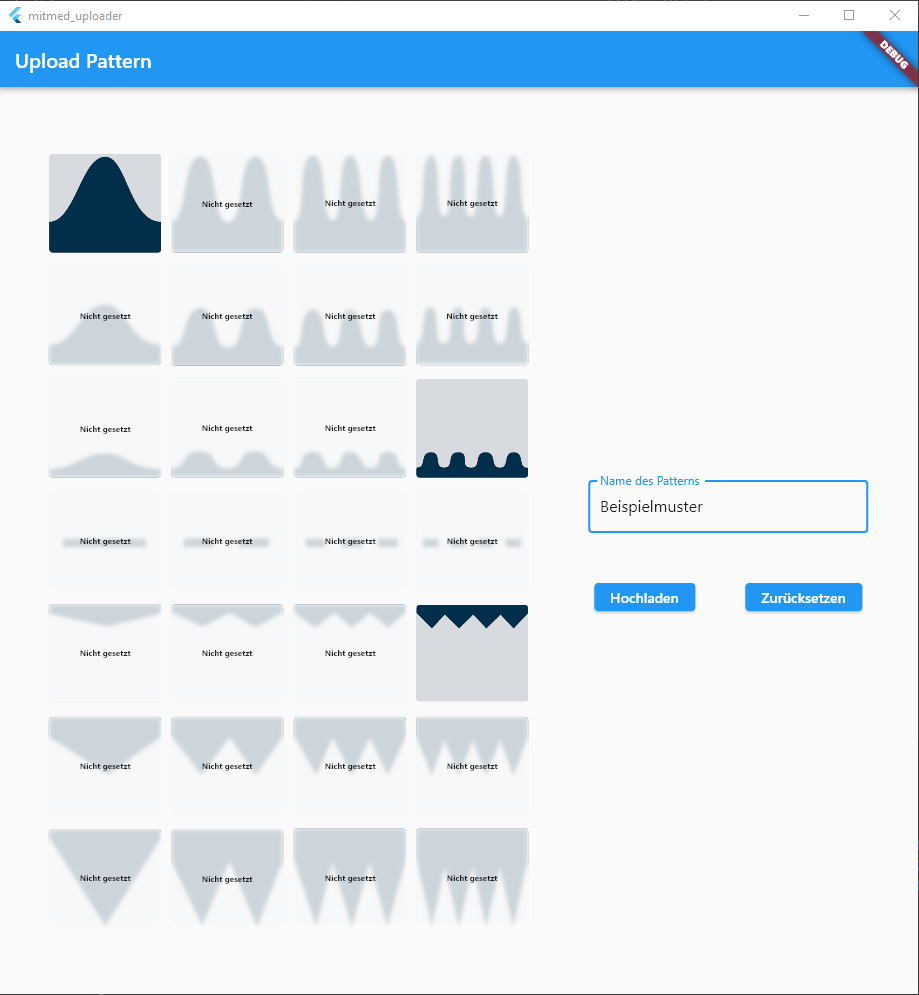 mitmed_uploader
Upload Pattern
DEBUG
Nicht gesetzt Nicht gesetzt Nicht gesetzt
Nicht gesetzt Nicht gesetzt Nicht gesetzt Nicht gesetzt
Nicht gesetzt Nicht gesetzt Nicht gesetzt
Name des Patterns
Beispielmuster
Nicht gesetzt Nicht gesetzt Nicht gesetzt Nicht gesetzt
Hochladen Zurücksetzen
Nicht gesetzt Nicht gesetzt Nicht gesetzt
Nicht gesetzt Nicht gesetzt Nicht gesetzt Nicht gesetzt
Nicht gesetzt Nicht gesetzt Nicht gesetzt Nicht gesetzt